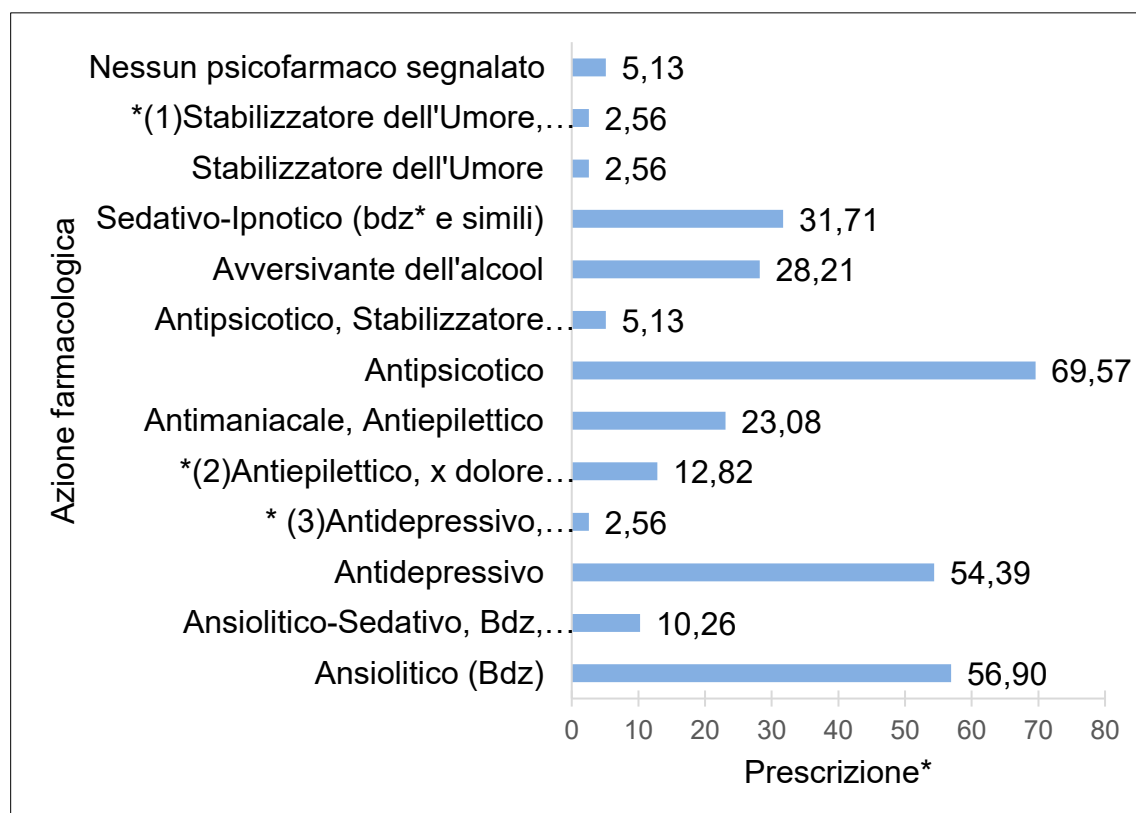 Nessun psicofarmaco segnalato 5,13
*(1)Stabilizzatore dell'Umore,… 2,56
Stabilizzatore dell'Umore 2,56
Sedativo-Ipnotico (bdz* e simili) 31,71
Avversivante dell'alcool 28,21
Antipsicotico, Stabilizzatore… 5,13
Antipsicotico 69,57
Antimaniacale, Antiepilettico 23,08
*(2)Antiepilettico, x dolore… 12,82
* (3)Antidepressivo,… 2,56
Antidepressivo 54,39
Ansiolitico-Sedativo, Bdz,… 10,26
Ansiolitico (Bdz) 56,90
Azione farmacologica
0 10 20 30 40 50 60 70 80
Prescrizione*